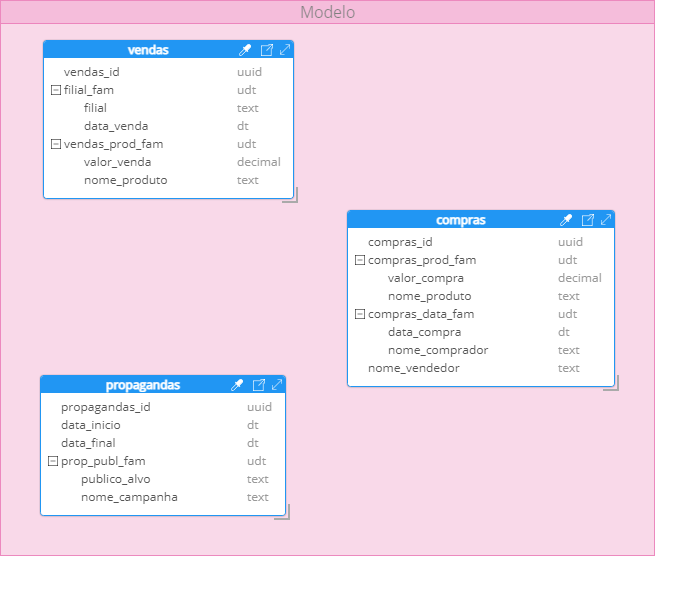 Modelo
vendas
vendas_id uuid
filial_fam udt
filial text
data_venda dt
vendas_prod_fam udt
valor_venda decimal
nome_produto text
compras
compras_id uuid
compras_prod_fam udt
valor_compra decimal
nome_produto text
compras_data_fam udt
data_compra dt
nome_comprador text
nome_vendedor text
propagandas
propagandas_id uuid
data_inicio dt
data_final dt
prop_publ_fam udt
publico_alvo text
nome_campanha text